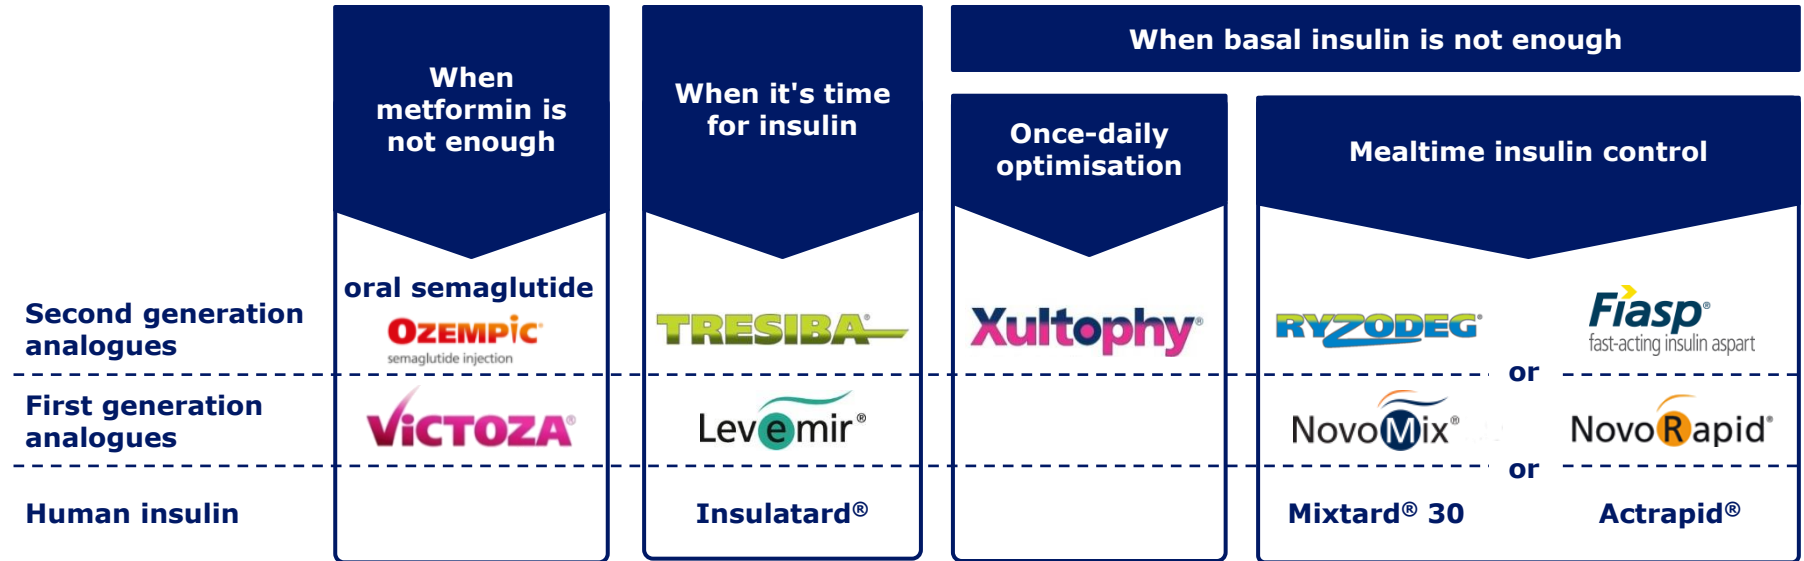 When
metformin is
not enough
When it's time
for insulin
When basal insulin is not enough
Once-daily
optimisation
Mealtime insulin control
Second generation
analogues
oral semaglutide
OZEMPIC®
semaglutide injection
TRESIBA®
Xultophy®
RYZODEG®
Fiasp®
fast-acting insulin aspart
or
First generation
analogues
VICTOZA®
Levemir®
NovoMix®
NovoRapid®
or
Human insulin
Insulatard®
Mixtard® 30
Actrapid®